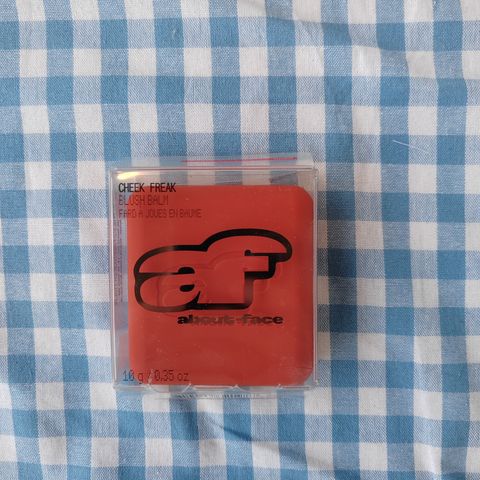 CHEEK FREAK
BLUSH BALM
FARD A JOUES EN BAUME
af
about-face
10 g / 0.35 oz